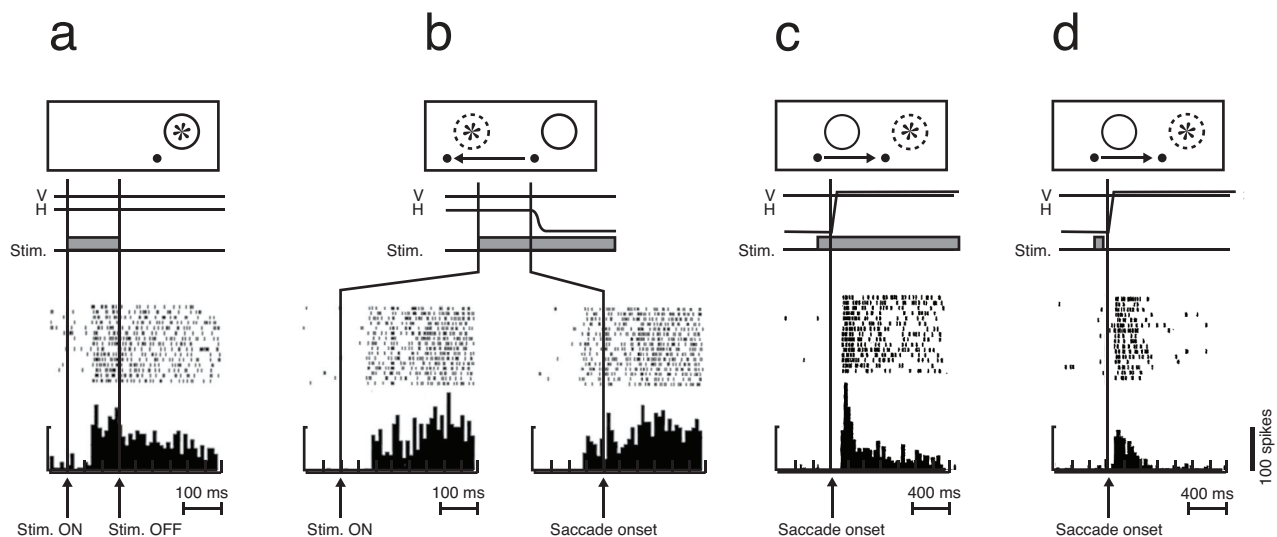 a
b
c
d
V
H
Stim.
V
H
Stim.
V
H
Stim.
V
H
Stim.
100 ms
100 ms
400 ms
400 ms
100 spikes
Stim. ON
Stim. OFF
Stim. ON
Saccade onset
Saccade onset
Saccade onset